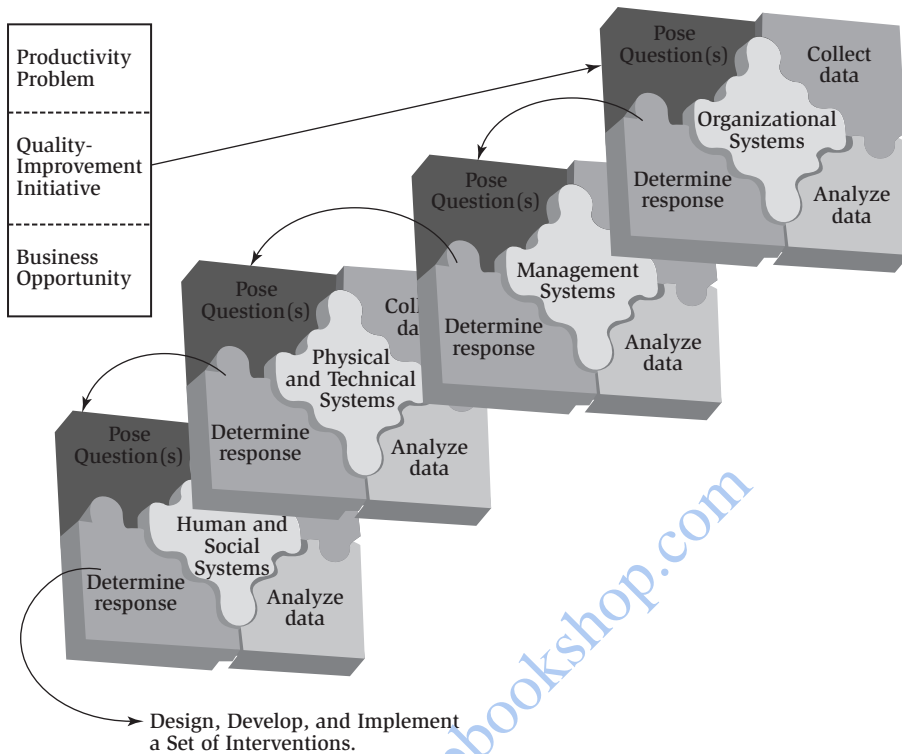 Productivity
Problem
Quality-
Improvement
Initiative
Business
Opportunity
Pose
Question(s)
Collect
data
Organizational
Systems
Determine
response
Analyze
data
Pose
Question(s)
Management
Systems
Determine
response
Analyze
data
Pose
Question(s)
Physical
and Technical
Systems
Determine
response
Analyze
data
Pose
Question(s)
Human and
Social
Systems
Determine
response
Analyze
data
Design, Develop, and Implement
a Set of Interventions.